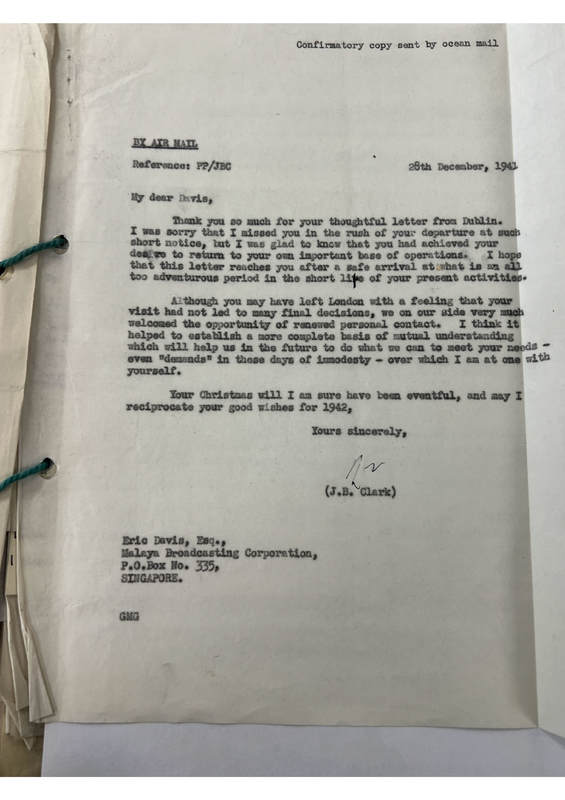 Confirmatory copy sent by ocean mail
BY AIR MAIL
Reference: PP/JBC 28th December, 1941
My dear Davis,
Thank you so much for your thoughtful letter from Dublin.
I was sorry that I missed you in the rush of your departure at such
short notice, but I was glad to know that you had achieved your
desire to return to your own important base of operations. I hope
that this letter reaches you after a safe arrival at what is an all
too adventurous period in the short life of your present activities.
Although you may have left London with a feeling that your
visit had not led to many final decisions, we on our side very much
welcomed the opportunity of renewed personal contact. I think it
helped to establish a more complete basis of mutual understanding
which will help us in the future to do what we can to meet your needs -
even "demands" in these days of immodesty - over which I am at one with
yourself.
Your Christmas will I am sure have been eventful, and may I
reciprocate your good wishes for 1942,
Yours sincerely,
(J.B. Clark)
Eric Davis, Esq.,
Malaya Broadcasting Corporation,
P.O.Box No. 335,
SINGAPORE.
GMG